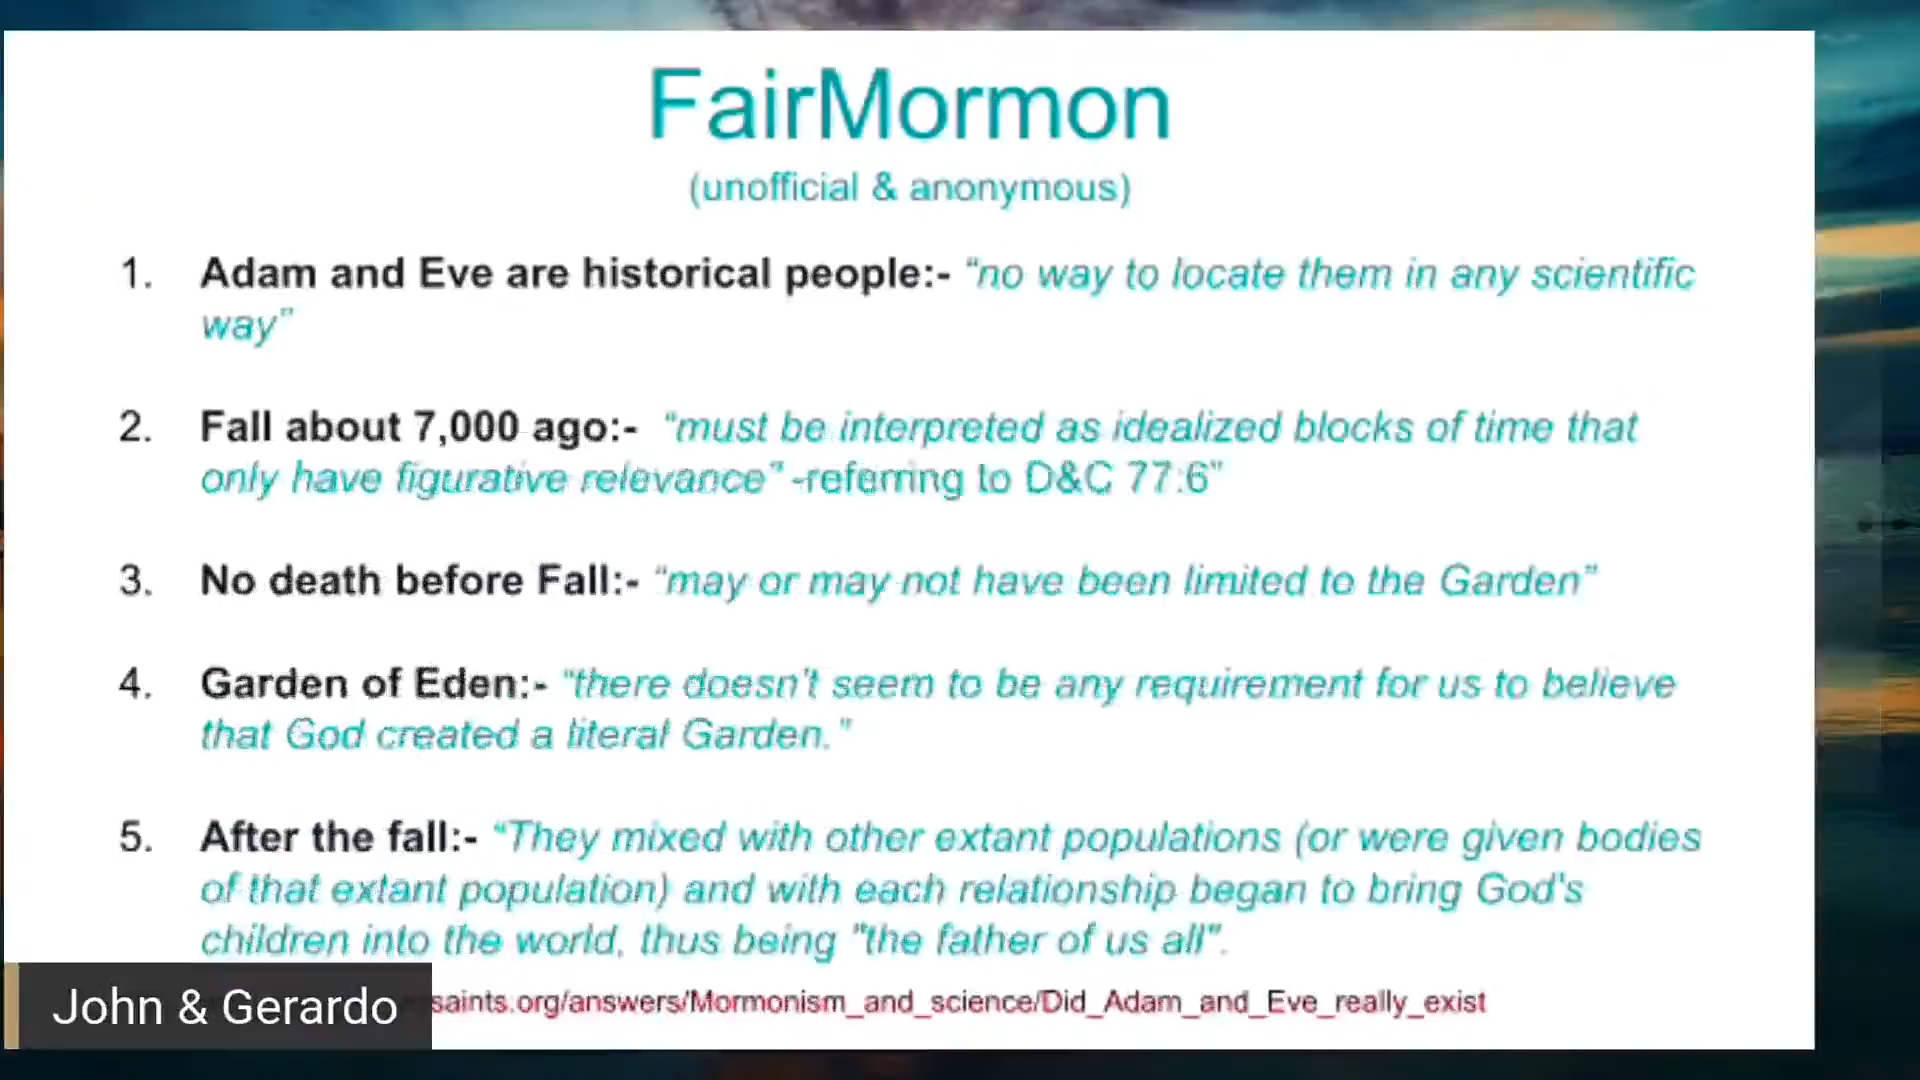 FairMormon
(unofficial & anonymous)
1. Adam and Eve are historical people:- “no way to locate them in any scientific
way”
2. Fall about 7,000 ago:- “must be interpreted as idealized blocks of time that
only have figurative relevance” -referring to D&C 77:6”
3. No death before Fall:- “may or may not have been limited to the Garden”
4. Garden of Eden:- “there doesn’t seem to be any requirement for us to believe
that God created a literal Garden.”
5. After the fall:- “They mixed with other extant populations (or were given bodies
of that extant population) and with each relationship began to bring God's
children into the world, thus being "the father of us all".
saints.org/answers/Mormonism_and_science/Did_Adam_and_Eve_really_exist
John & Gerardo